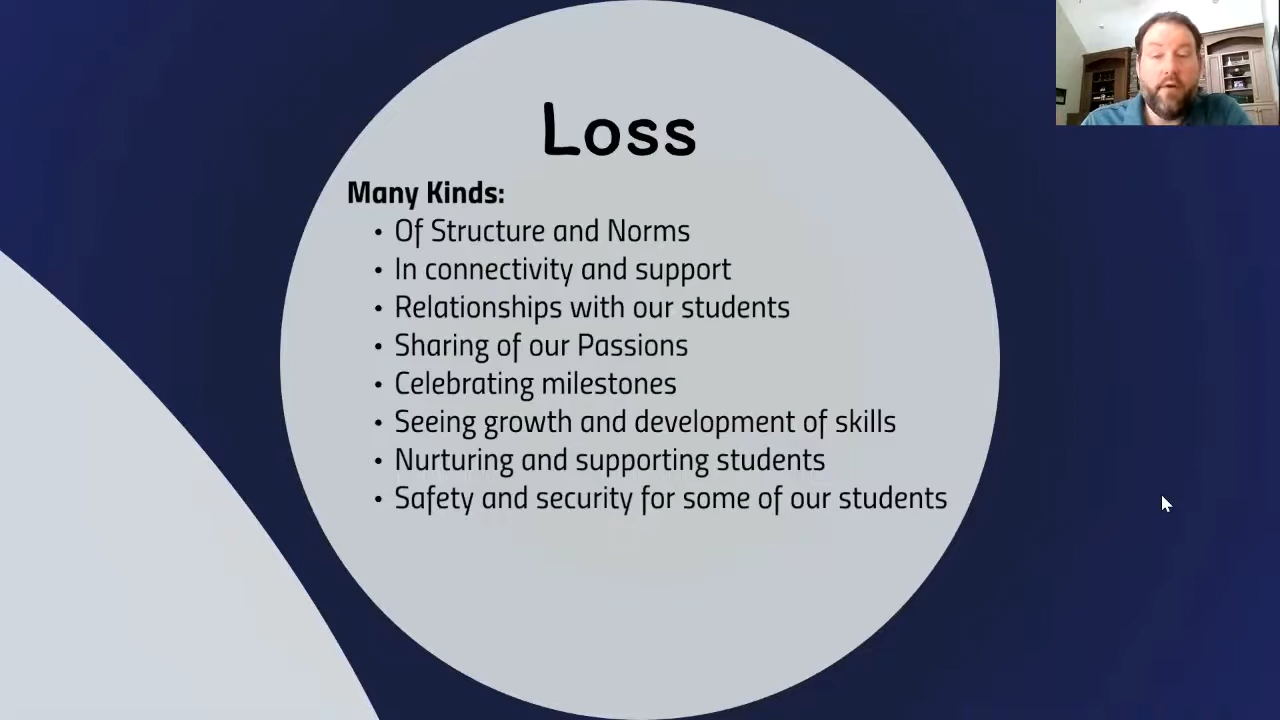 Loss
Many Kinds:
• Of Structure and Norms
• In connectivity and support
• Relationships with our students
• Sharing of our Passions
• Celebrating milestones
• Seeing growth and development of skills
• Nurturing and supporting students
• Safety and security for some of our students